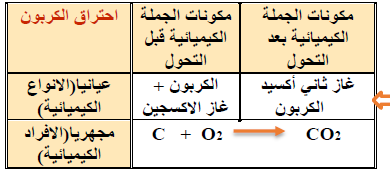 احتراق الكربون
مكونات الجملة
الكيميائية قبل
التحول
مكونات الجملة
الكيميائية بعد
التحول
عيانيا(الانواع
الكيميائية)
الكربون +
غاز الاكسجين
غاز ثاني أكسيد
الكربون
مجهريا(الافراد
الكيميائية)
C + O2
CO2